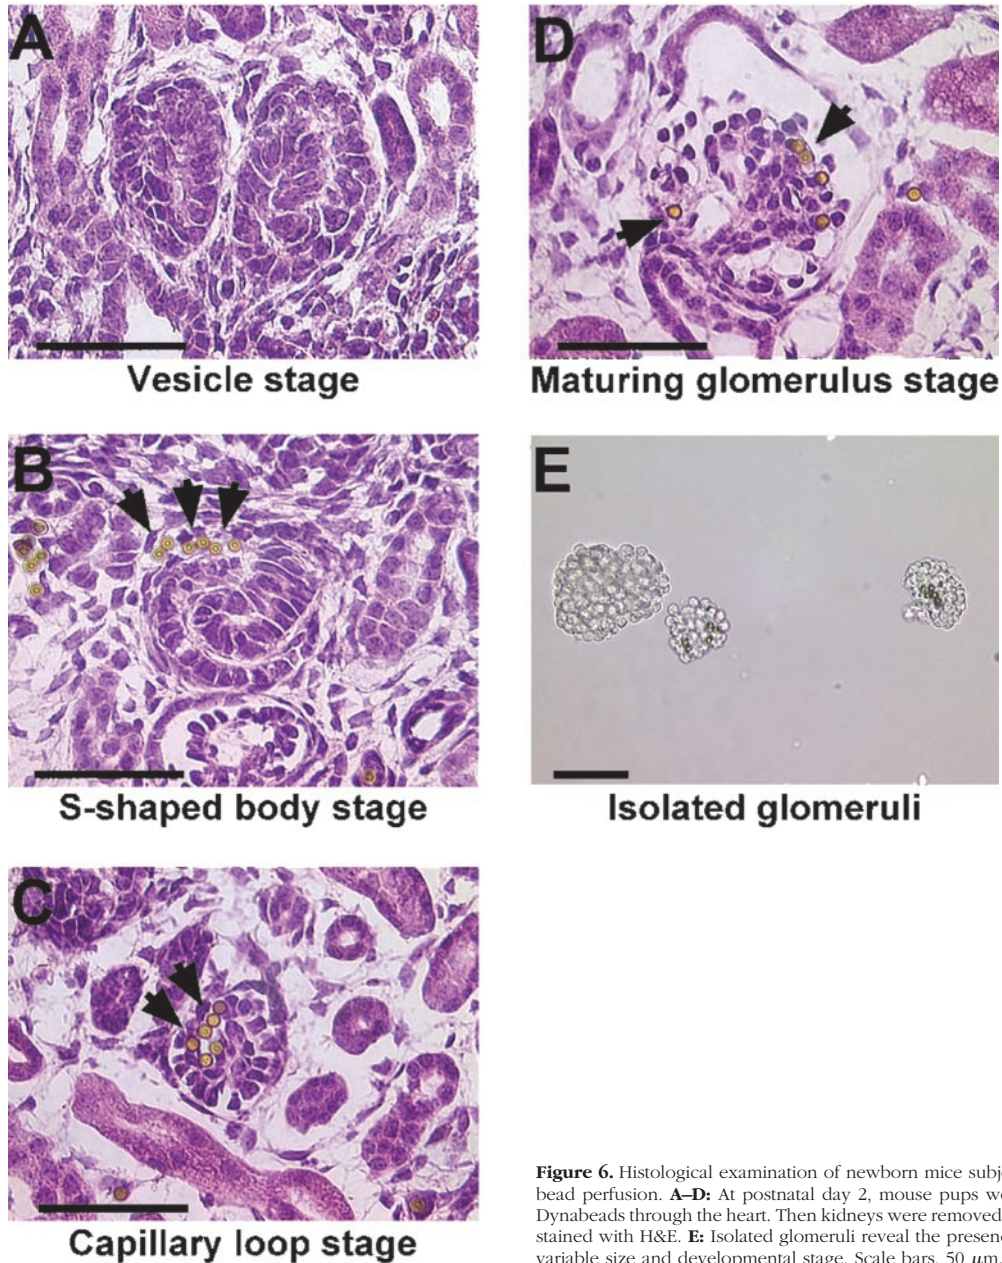 A
Vesicle stage
D
Maturing glomerulus stage
B
S-shaped body stage
E
Isolated glomeruli
C
Capillary loop stage
Figure 6. Histological examination of newborn mice subj
bead perfusion. A–D: At postnatal day 2, mouse pups w
Dynabeads through the heart. Then kidneys were removed
stained with H&E. E: Isolated glomeruli reveal the presen
variable size and developmental stage. Scale bars, 50 μm